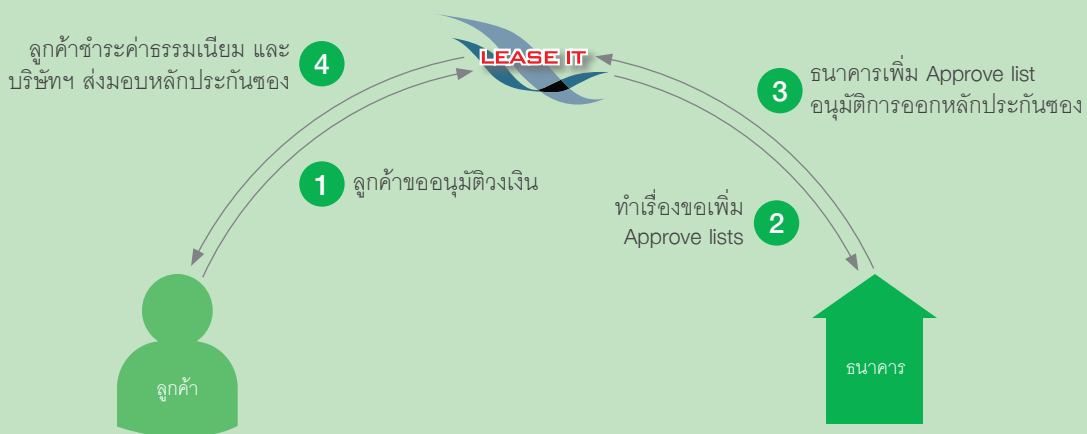 LEASE IT
ลูกค้าชำระค่าธรรมเนียม และ
บริษัทฯ ส่งมอบหลักประกันซอง
4
3
ธนาคารเพิ่ม Approve list
อนุมัติการออกหลักประกันซอง
1
ลูกค้าขออนุมัติวงเงิน
ทำเรื่องขอเพิ่ม
Approve lists
2
ลูกค้า
ธนาคาร